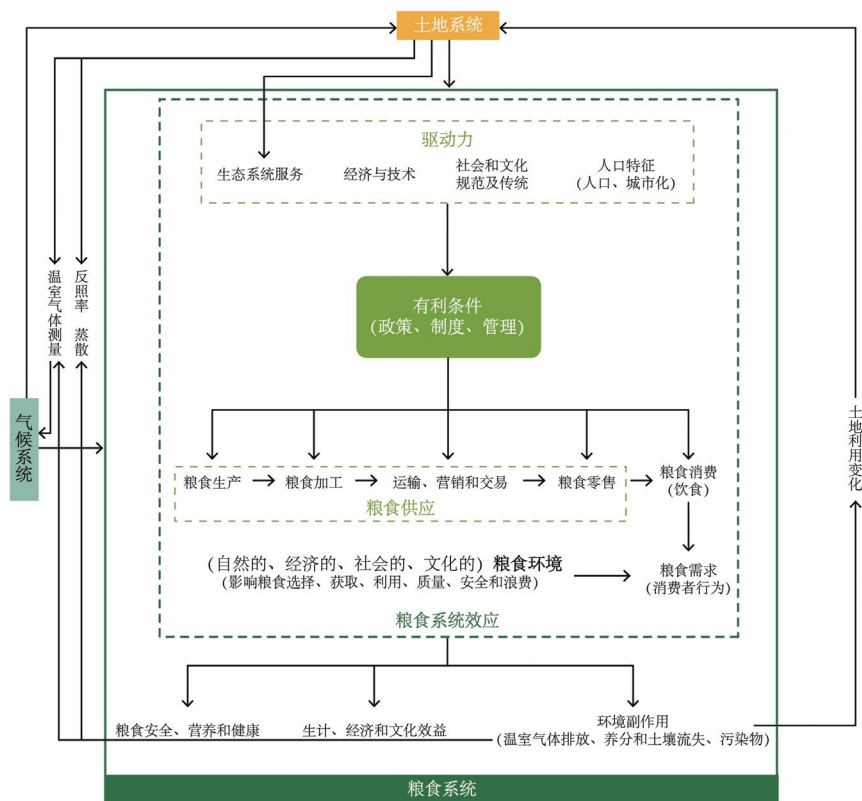 土地系统
驱动力
生态系统服务
经济与技术
社会和文化
规范及传统
人口特征
(人口、城市化)
温室气体测量
反照率 蒸散
有利条件
(政策、制度、管理)
气候系统
土地利用变化
粮食生产
粮食加工
运输、营销和交易
粮食零售
粮食消费
(饮食)
粮食供应
(自然的、经济的、社会的、文化的) 粮食环境
(影响粮食选择、获取、利用、质量、安全和浪费)
粮食需求
(消费者行为)
粮食系统效应
粮食安全、营养和健康
生计、经济和文化效益
环境副作用
(温室气体排放、养分和土壤流失、污染物)
粮食系统